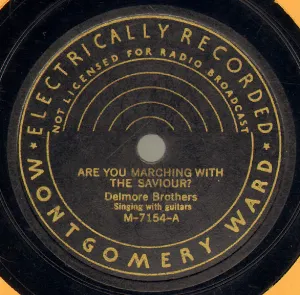 ★ ELECTRICALLY RECORDED ★
NOT LICENSED FOR RADIO BROADCAST
ARE YOU MARCHING WITH
THE SAVIOUR?
Delmore Brothers
Singing with guitars
M-7154-A
MONTGOMERY WARD